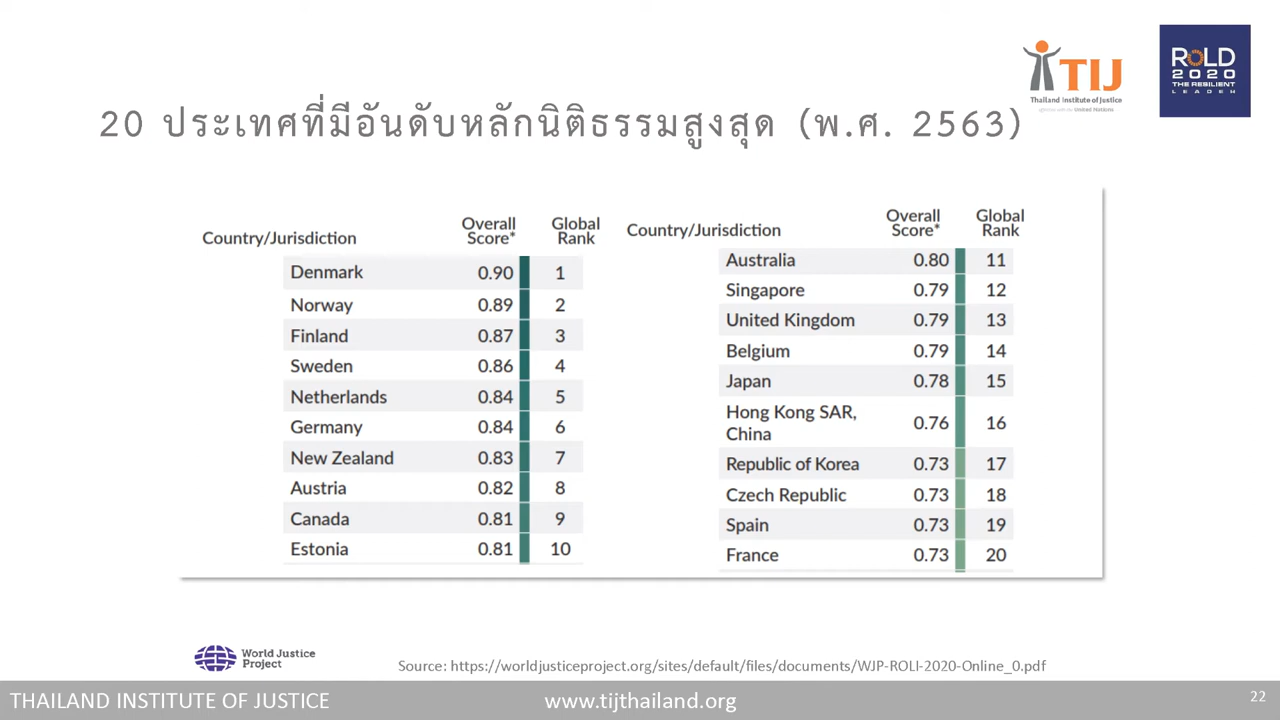 TIJ
Thailand Institute of Justice
ROLD
2020
THE RESILIENT
LEADER
20 ประเทศที่มีอันดับหลักนิติธรรมสูงสุด (พ.ศ. 2563)
Country/Jurisdiction Overall Score* Global Rank
Denmark 0.90 1
Norway 0.89 2
Finland 0.87 3
Sweden 0.86 4
Netherlands 0.84 5
Germany 0.84 6
New Zealand 0.83 7
Austria 0.82 8
Canada 0.81 9
Estonia 0.81 10
Country/Jurisdiction Overall Score* Global Rank
Australia 0.80 11
Singapore 0.79 12
United Kingdom 0.79 13
Belgium 0.79 14
Japan 0.78 15
Hong Kong SAR,
China 0.76 16
Republic of Korea 0.73 17
Czech Republic 0.73 18
Spain 0.73 19
France 0.73 20
World Justice
Project
Source: https://worldjusticeproject.org/sites/default/files/documents/WJP-ROLI-2020-Online_0.pdf
THAILAND INSTITUTE OF JUSTICE www.tijthailand.org 22